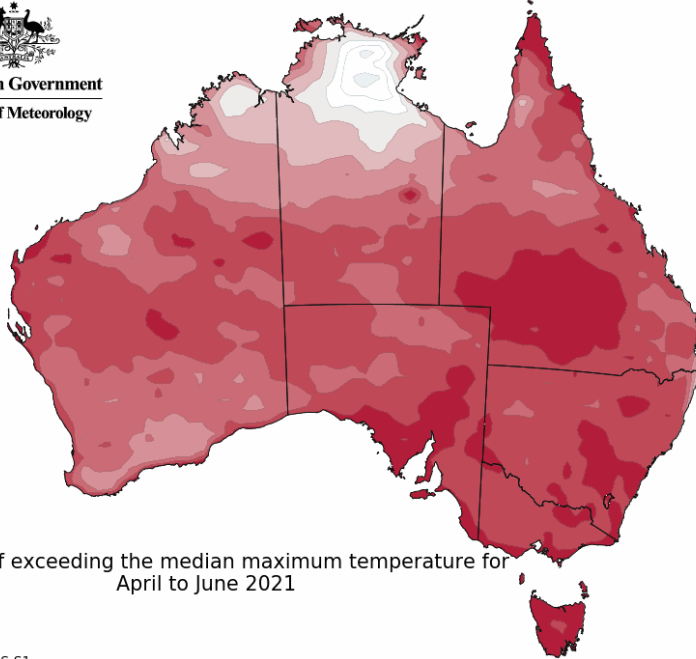 n Government
f Meteorology
f exceeding the median maximum temperature for
April to June 2021